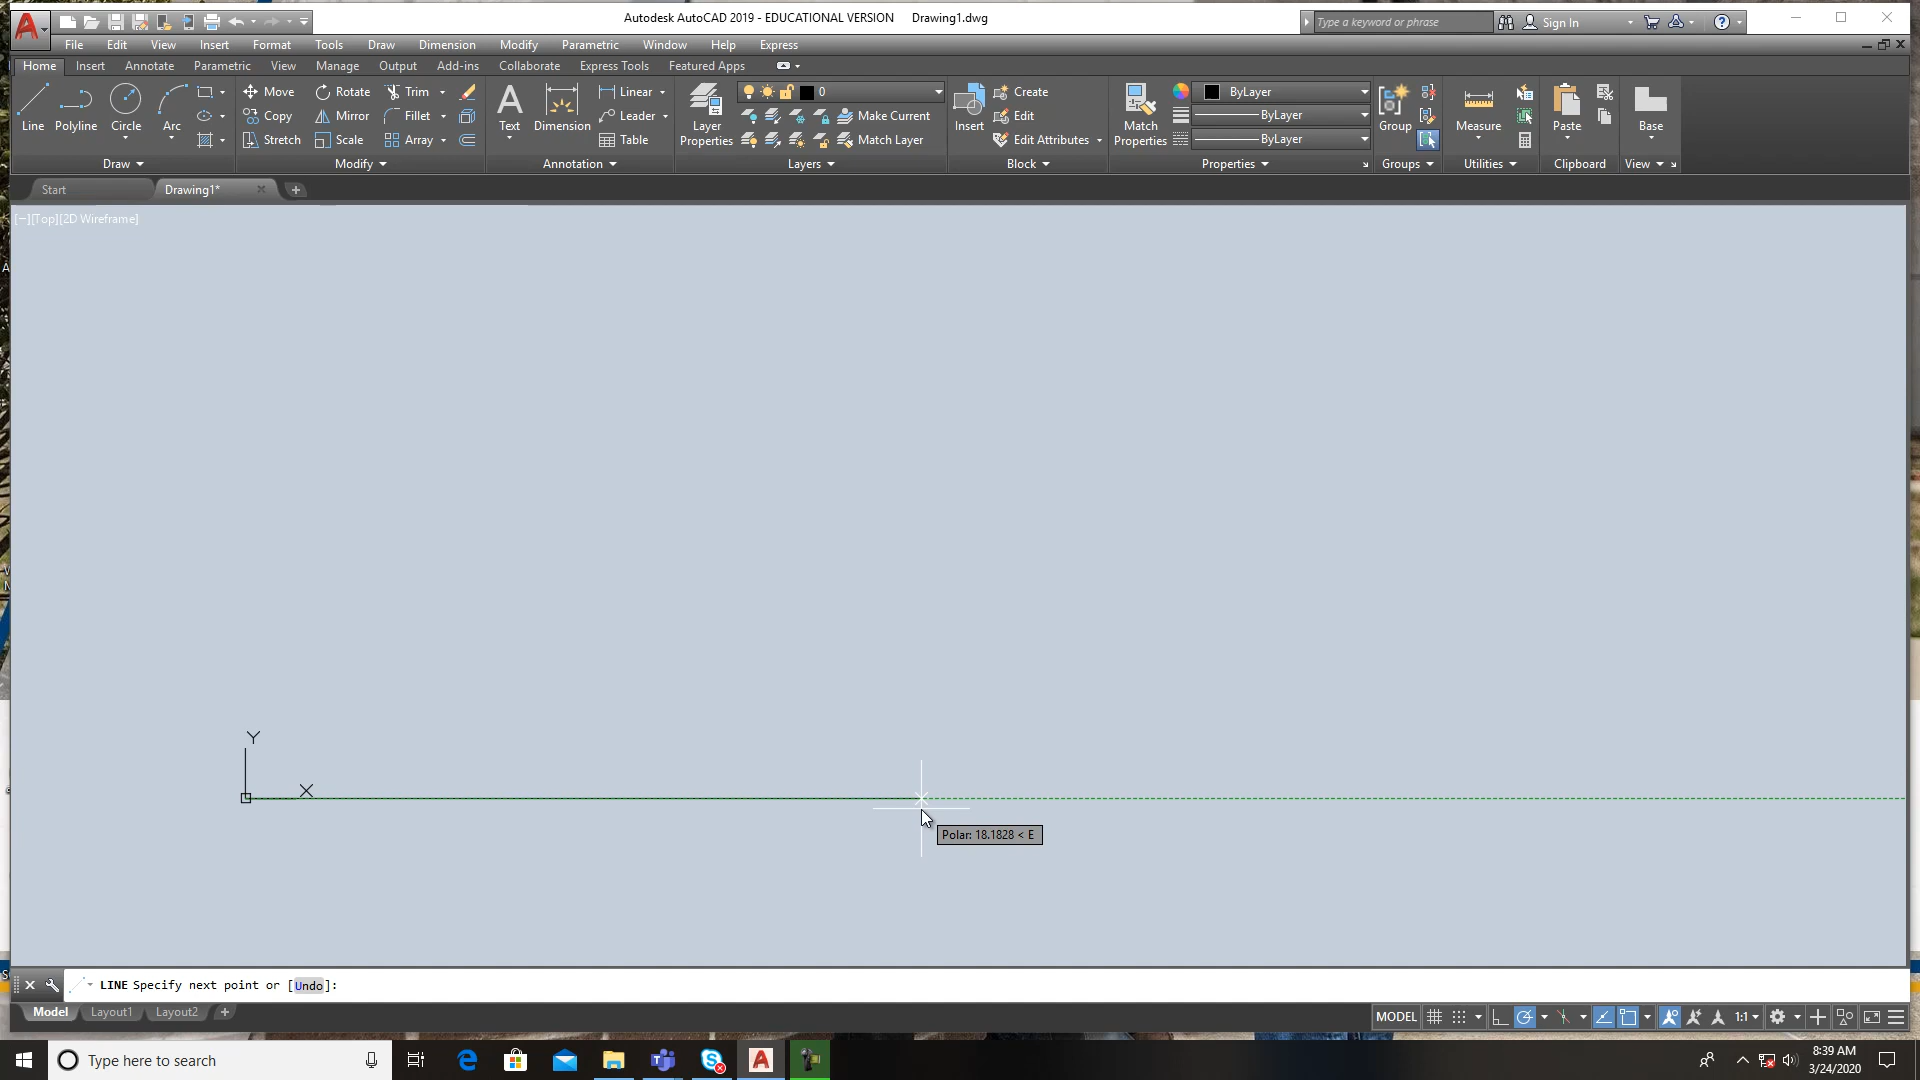 Autodesk AutoCAD 2019 - EDUCATIONAL VERSION Drawing1.dwg
Type a keyword or phrase
Sign In
File Edit View Insert Format Tools Draw Dimension Modify Parametric Window Help Express
Home Insert Annotate Parametric View Manage Output Add-ins Collaborate Express Tools Featured Apps
Line Polyline Circle Arc
Draw
Move Rotate Trim
Copy Mirror Fillet
Stretch Scale Array
Modify
Text Dimension
Linear
Leader
Table
Annotation
Layer
Properties
0
Make Current
Match Layer
Layers
Insert
Create
Edit
Edit Attributes
Block
Match
Properties
ByLayer
ByLayer
ByLayer
Properties
Group
Groups
Measure
Utilities
Paste
Clipboard
Base
View
Start Drawing1*
[−][Top][2D Wireframe]
Y
X
Polar: 18.1828 < E
LINE Specify next point or [Undo]:
Model Layout1 Layout2
MODEL 1:1
Type here to search
8:39 AM
3/24/2020